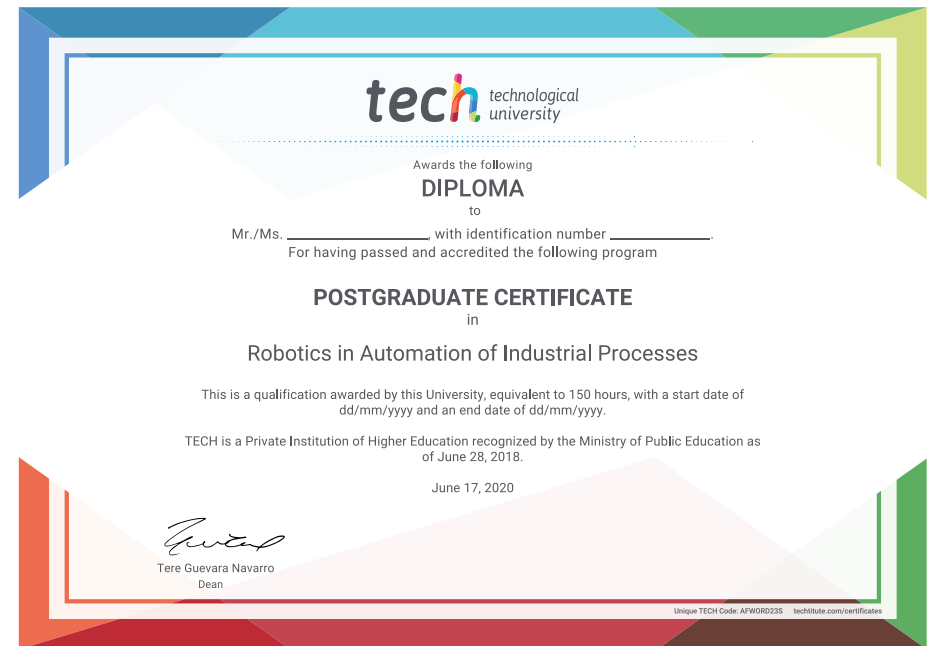 tech technological
university
Awards the following
DIPLOMA
to
Mr./Ms. ____________________, with identification number ______________.
For having passed and accredited the following program
POSTGRADUATE CERTIFICATE
in
Robotics in Automation of Industrial Processes
This is a qualification awarded by this University, equivalent to 150 hours, with a start date of
dd/mm/yyyy and an end date of dd/mm/yyyy.
TECH is a Private Institution of Higher Education recognized by the Ministry of Public Education as
of June 28, 2018.
June 17, 2020
Tere Guevara Navarro
Dean
Unique TECH Code: AFWORD23S techtitute.com/certificates